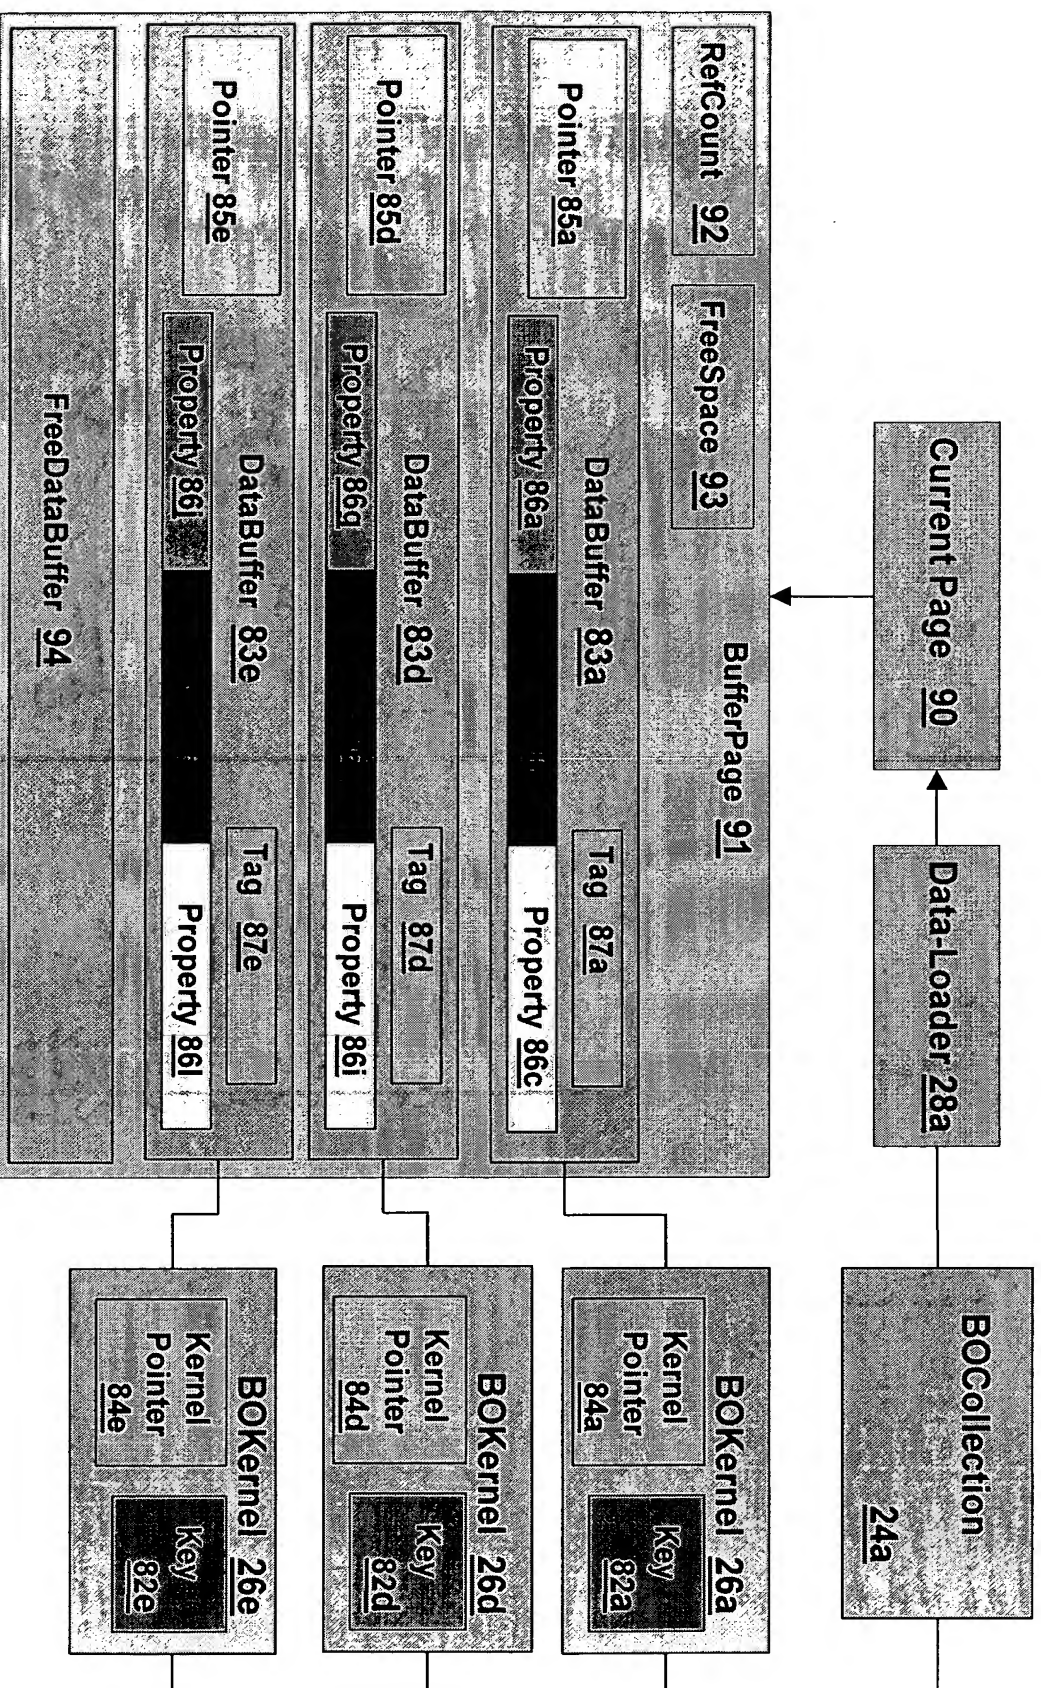 Current Page 90
Data-Loader 28a
BOCollection
24a
BufferPage 91
RefCount 92
FreeSpace 93
Pointer 85a
DataBuffer 83a
Tag 87a
Property 86a
Property 86c
BOKernel 26a
Kernel
Pointer
84a
Key
82a
Pointer 85d
DataBuffer 83d
Tag 87d
Property 86g
Property 86i
BOKernel 26d
Kernel
Pointer
84d
Key
82d
Pointer 85e
DataBuffer 83e
Tag 87e
Property 86j
Property 86l
BOKernel 26e
Kernel
Pointer
84e
Key
82e
FreeDataBuffer 94